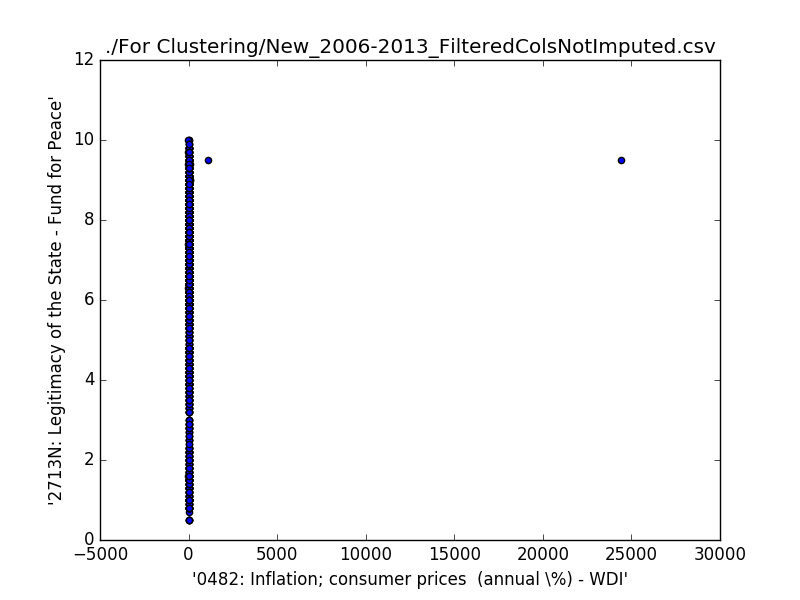 ./For Clustering/New_2006-2013_FilteredColsNotImputed.csv
12
10
8
6
4
2
0
'2713N: Legitimacy of the State - Fund for Peace'
−5000 0 5000 10000 15000 20000 25000 30000
'0482: Inflation; consumer prices  (annual \%) - WDI'